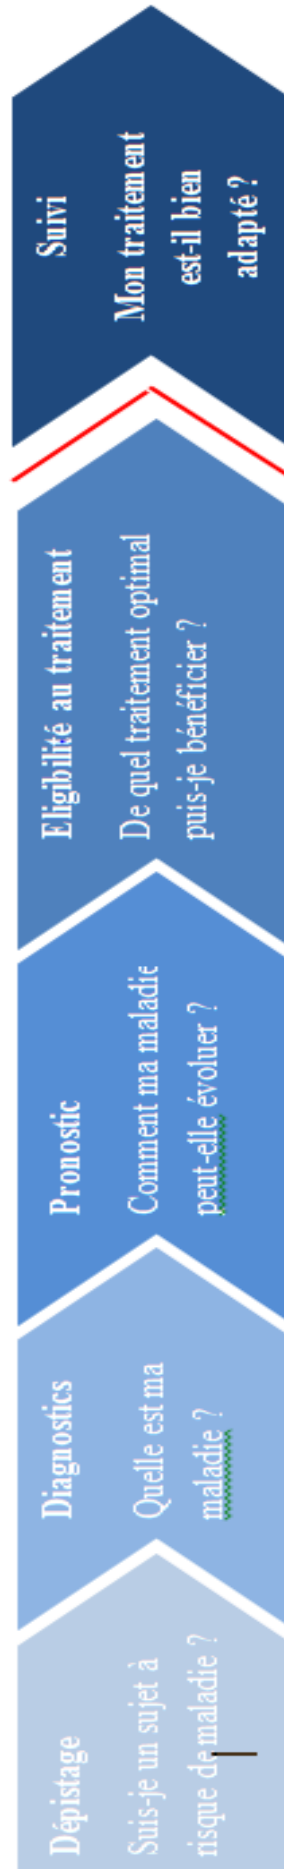 Dépistage
Suis-je un sujet à
risque de maladie ?
Diagnostics
Quelle est ma
maladie ?
Pronostic
Comment ma maladie
peut-elle évoluer ?
Eligibilité au traitement
De quel traitement optimal
puis-je bénéficier ?
Suivi
Mon traitement
est-il bien
adapté ?